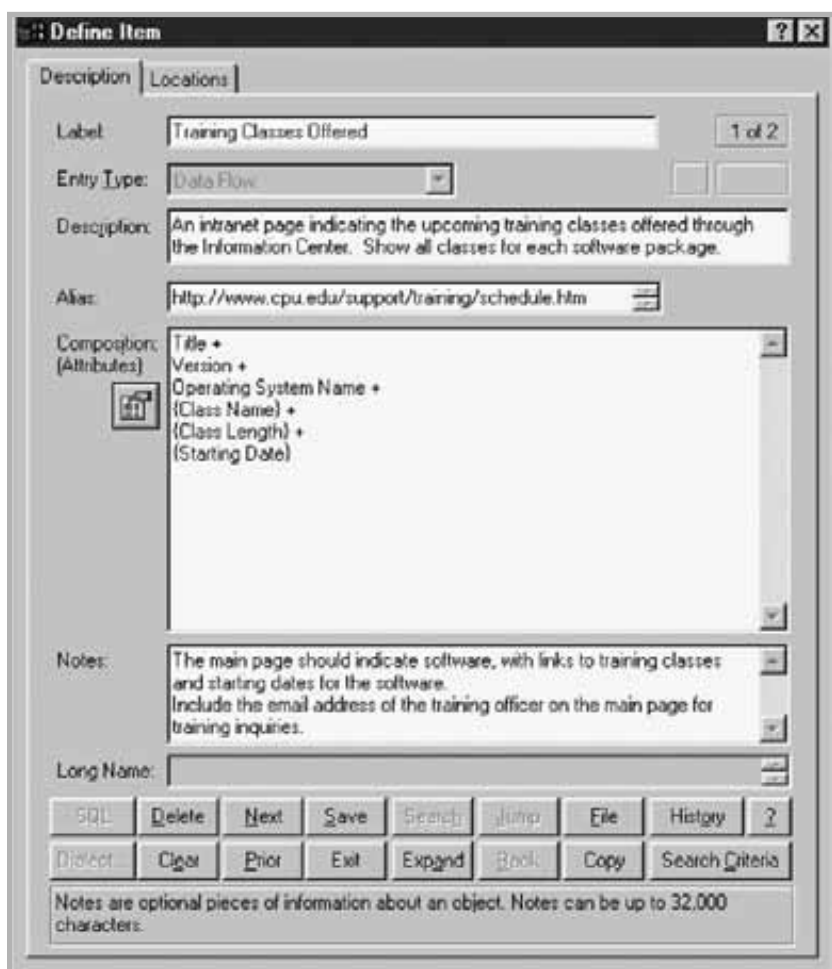 Define Item
? X
Description Locations
Label: Training Classes Offered 1 of 2
Entry Type: Data Flow
Description: An intranet page indicating the upcoming training classes offered through
the Information Center. Show all classes for each software package.
Alias: http://www.cpu.edu/support/training/schedule.htm
Composition: Title +
(Attributes) Version +
Operating System Name +
{Class Name} +
{Class Length} +
{Starting Date}
Notes: The main page should indicate software, with links to training classes
and starting dates for the software.
Include the email address of the training officer on the main page for
training inquiries.
Long Name:
SQL Delete Next Save Search Jump File History ?
Dialect... Clear Prior Exit Expand Back Copy Search Criteria
Notes are optional pieces of information about an object. Notes can be up to 32,000
characters.